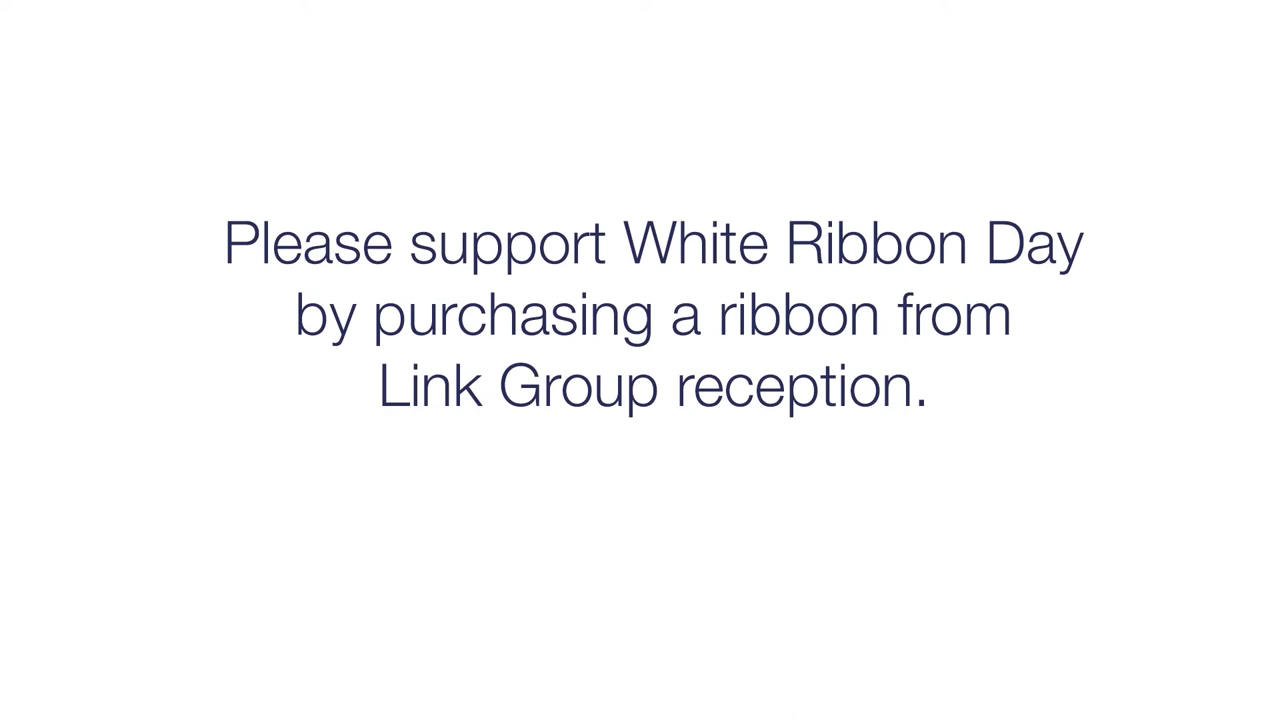 Please support White Ribbon Day
by purchasing a ribbon from
Link Group reception.